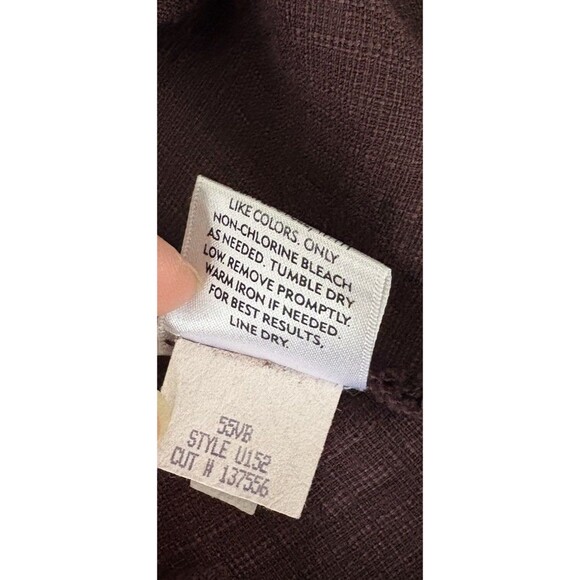 LIKE COLORS. ONLY
NON-CHLORINE BLEACH
AS NEEDED. TUMBLE DRY
LOW. REMOVE PROMPTLY.
WARM IRON IF NEEDED.
FOR BEST RESULTS,
LINE DRY.
55VB
STYLE U152
CUT # 137556